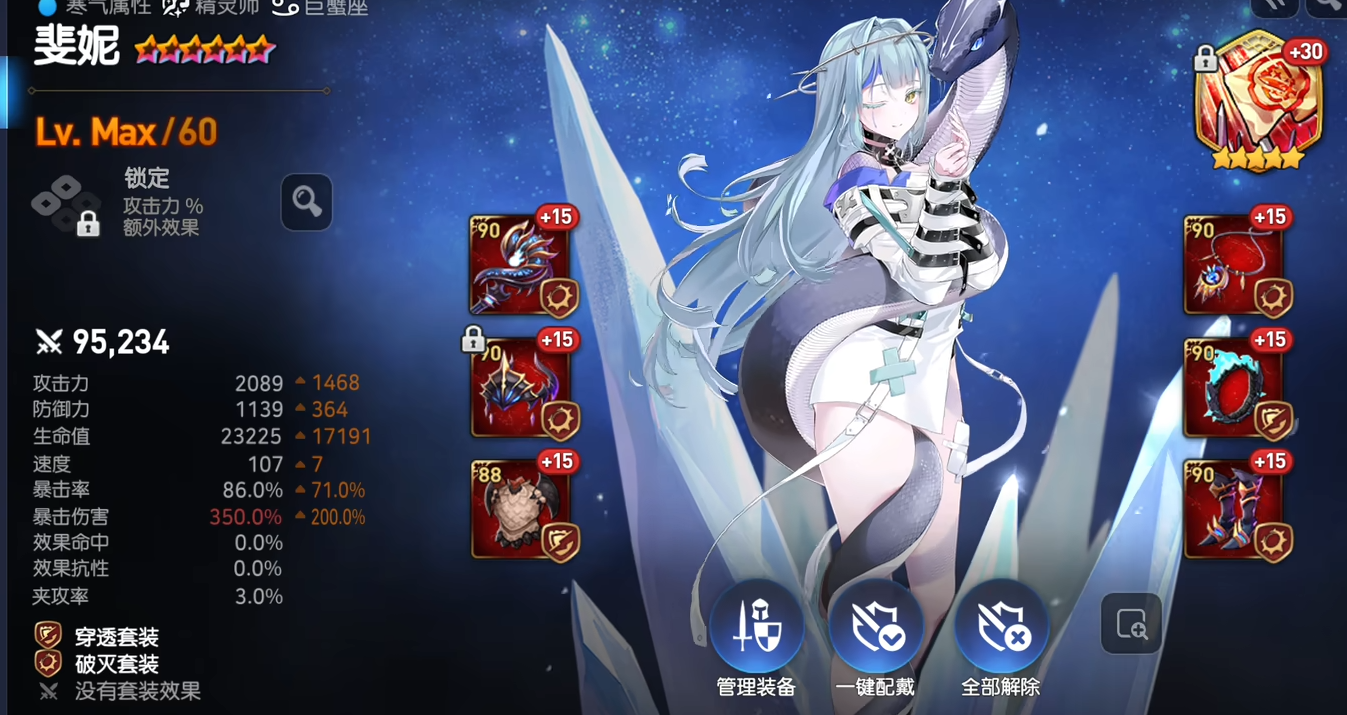 寒气属性 精灵师 巨蟹座
斐妮
Lv. Max/60
锁定
攻击力 %
额外效果
95,234
攻击力 2089 1468
防御力 1139 364
生命值 23225 17191
速度 107 7
暴击率 86.0% 71.0%
暴击伤害 350.0% 200.0%
效果命中 0.0%
效果抗性 0.0%
夹攻率 3.0%
穿透套装
破灭套装
没有套装效果
90 +15
90 +15
88 +15
+30
90 +15
90 +15
90 +15
管理装备 一键配戴 全部解除